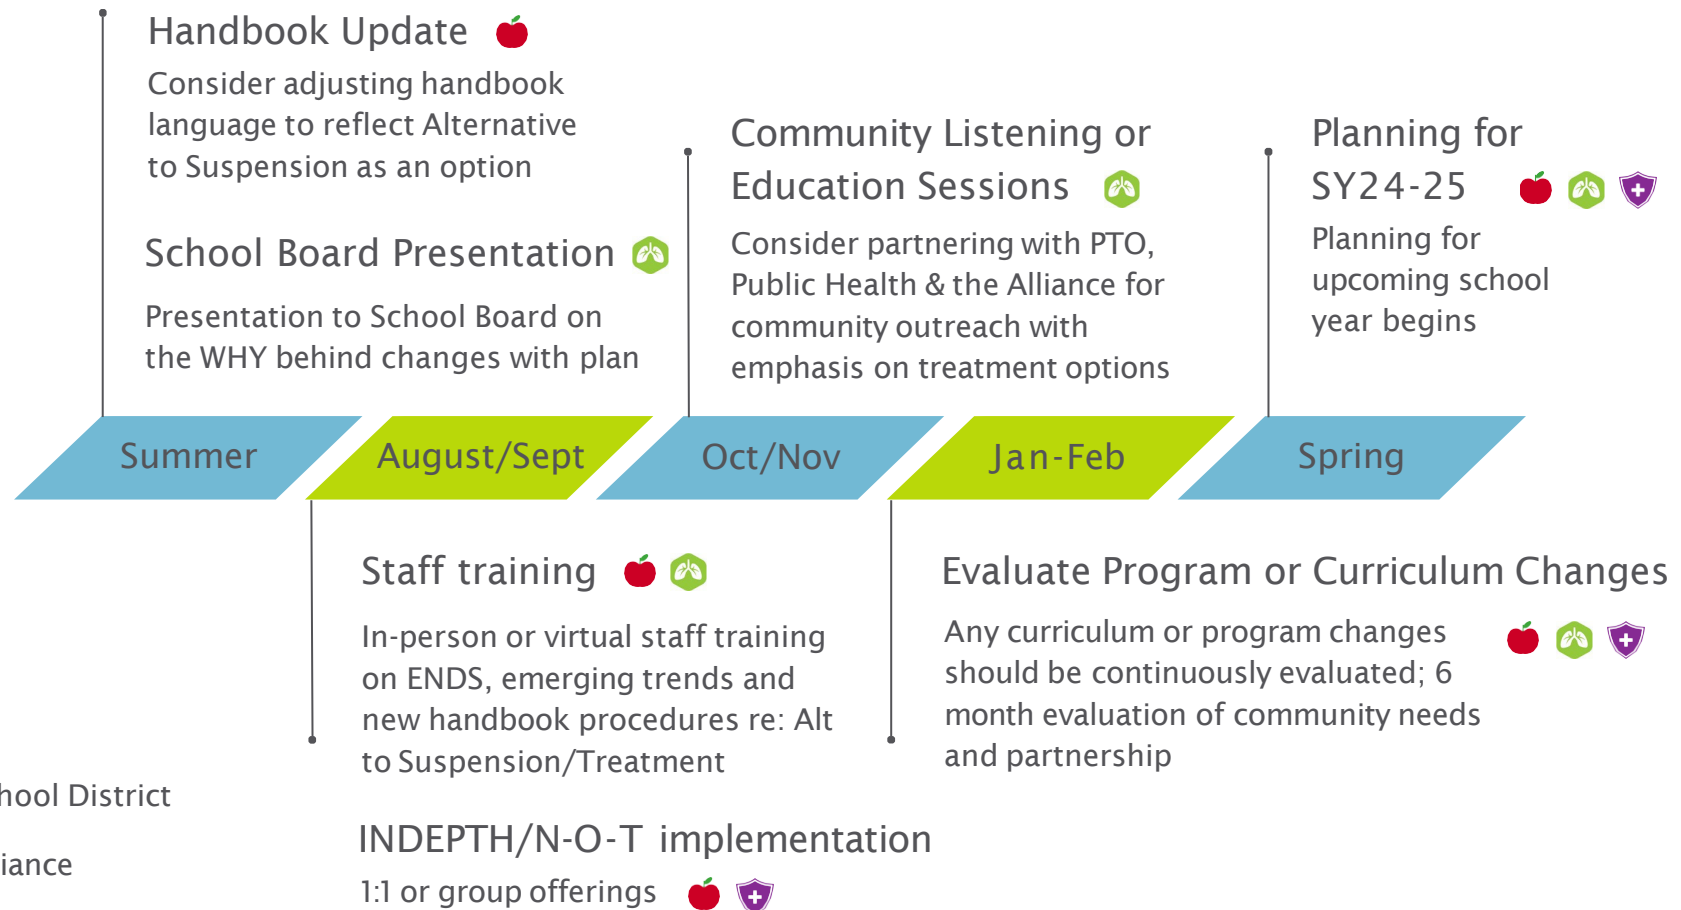 Handbook Update
Consider adjusting handbook
language to reflect Alternative
to Suspension as an option
School Board Presentation
Presentation to School Board on
the WHY behind changes with plan
Community Listening or
Education Sessions
Consider partnering with PTO,
Public Health & the Alliance for
community outreach with
emphasis on treatment options
Planning for
SY24-25
Planning for
upcoming school
year begins
Summer
August/Sept
Oct/Nov
Jan-Feb
Spring
Staff training
In-person or virtual staff training
on ENDS, emerging trends and
new handbook procedures re: Alt
to Suspension/Treatment
INDEPTH/N-O-T implementation
1:1 or group offerings
Evaluate Program or Curriculum Changes
Any curriculum or program changes
should be continuously evaluated; 6
month evaluation of community needs
and partnership
hool District
iance